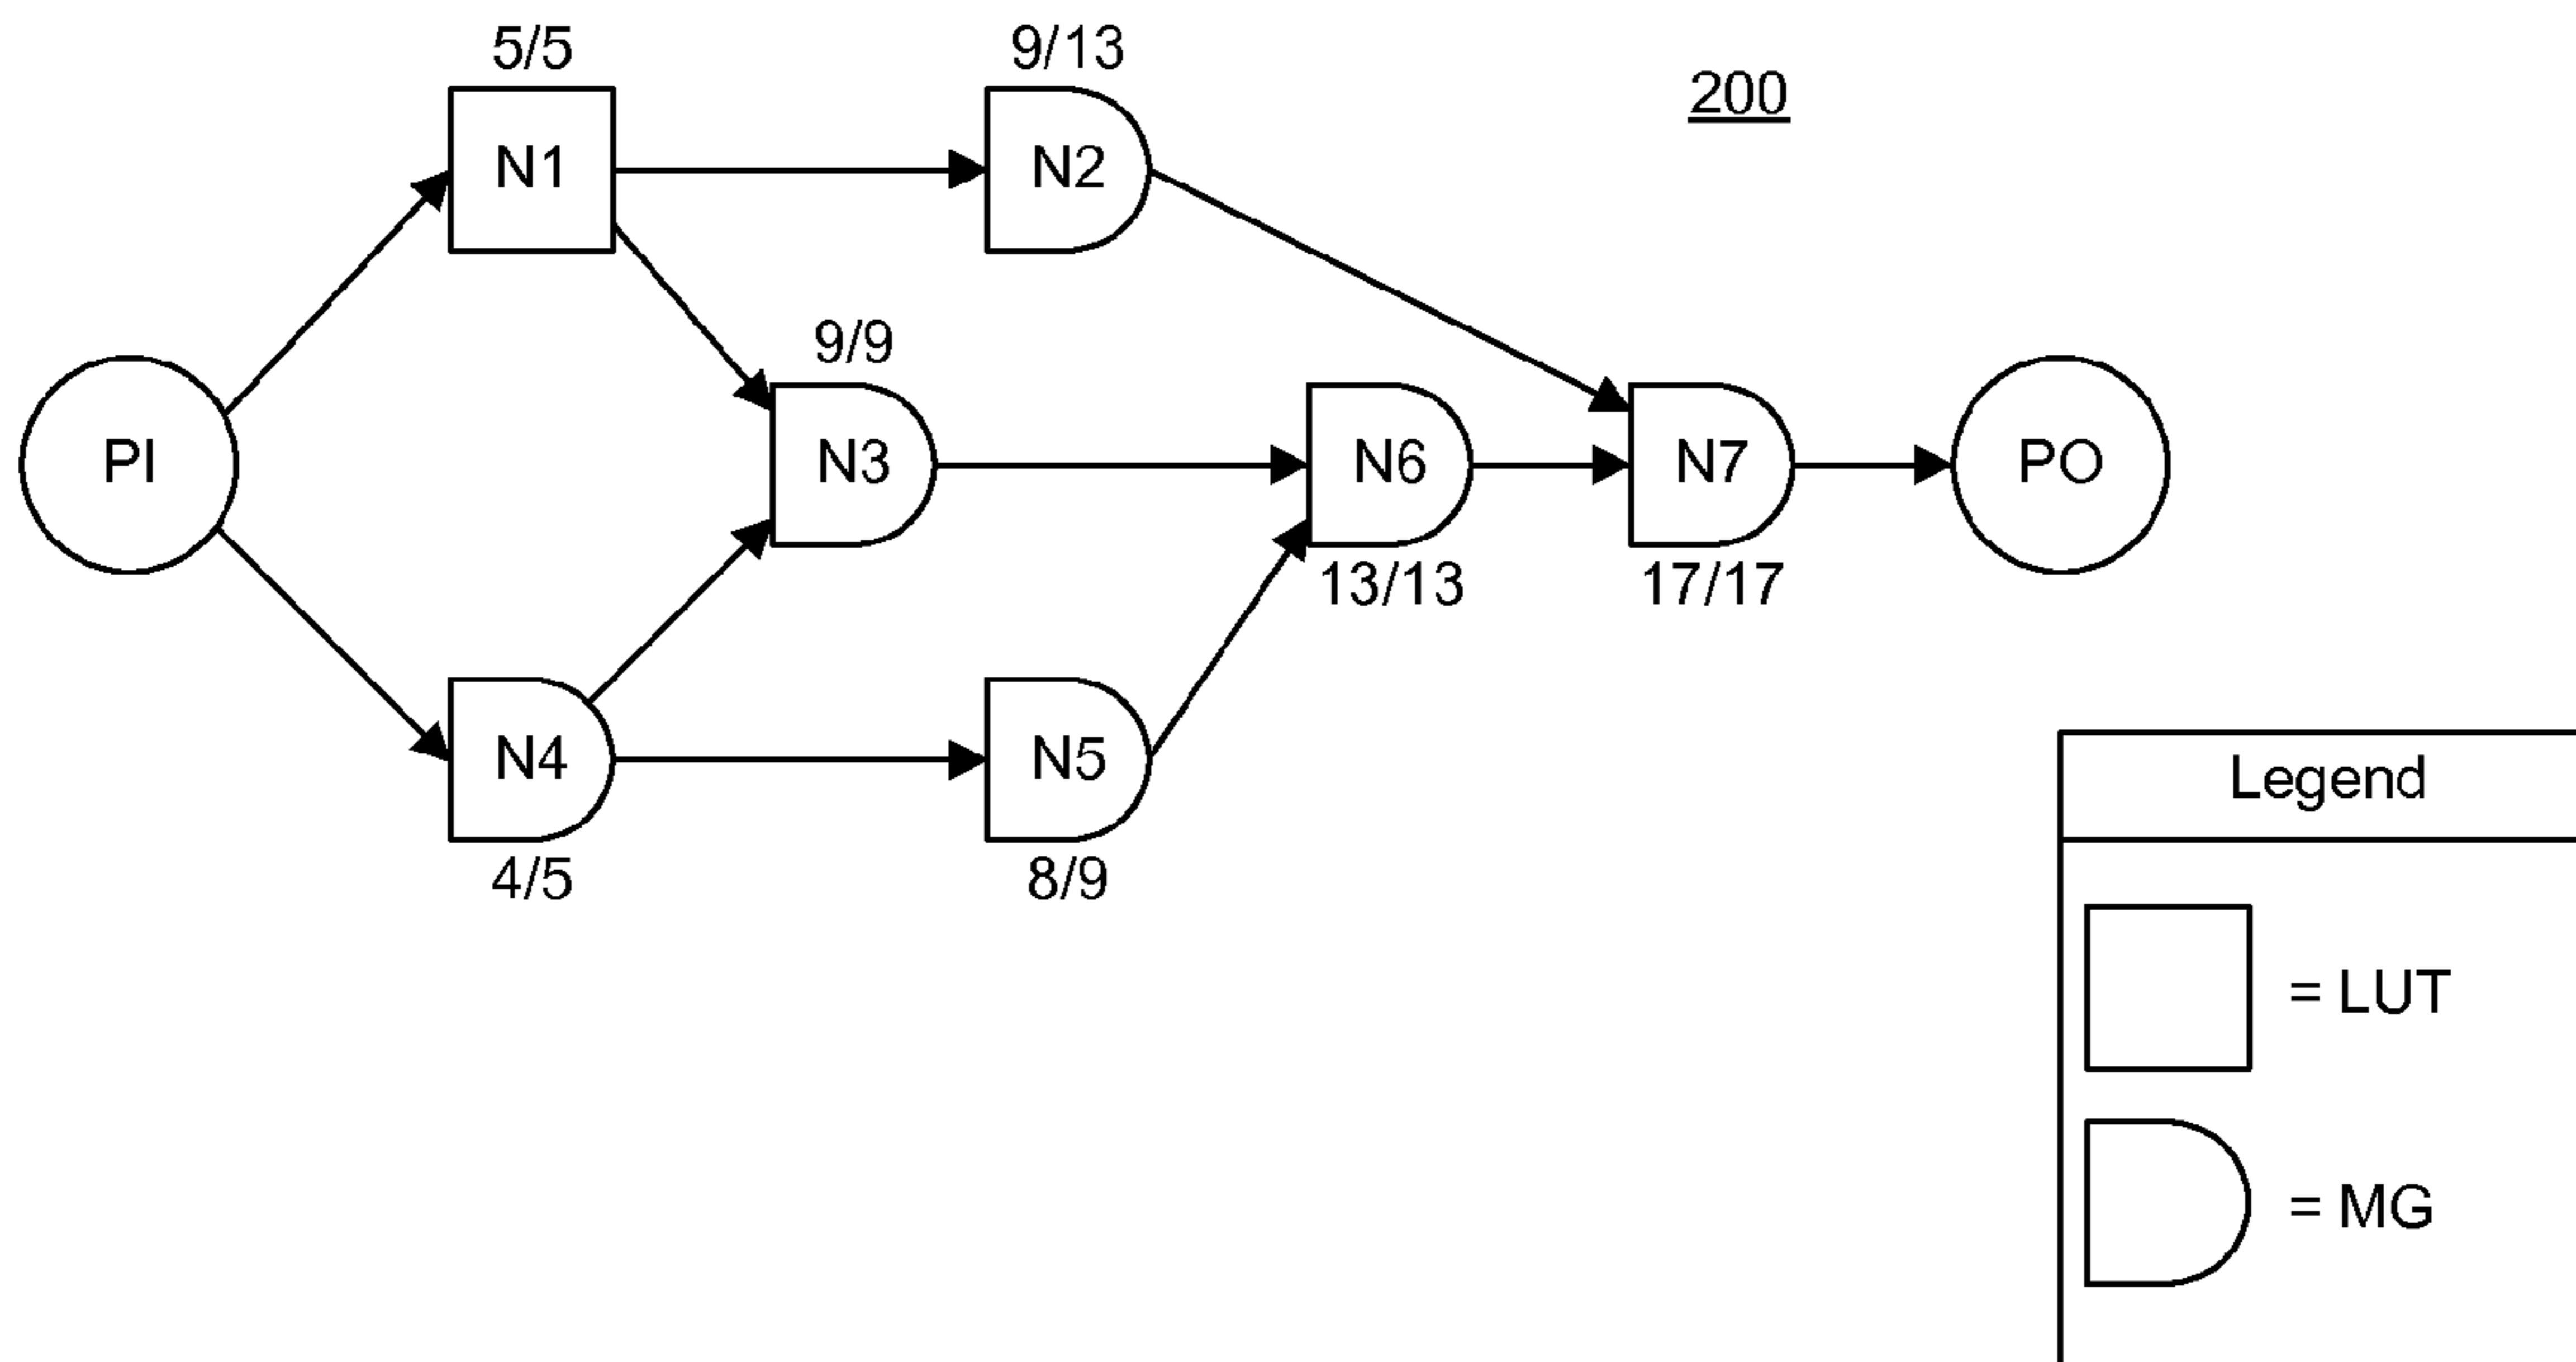 5/5
9/13
200
N1
N2
9/9
PI
N3
N6
N7
PO
13/13
17/17
N4
N5
4/5
8/9
Legend
= LUT
= MG